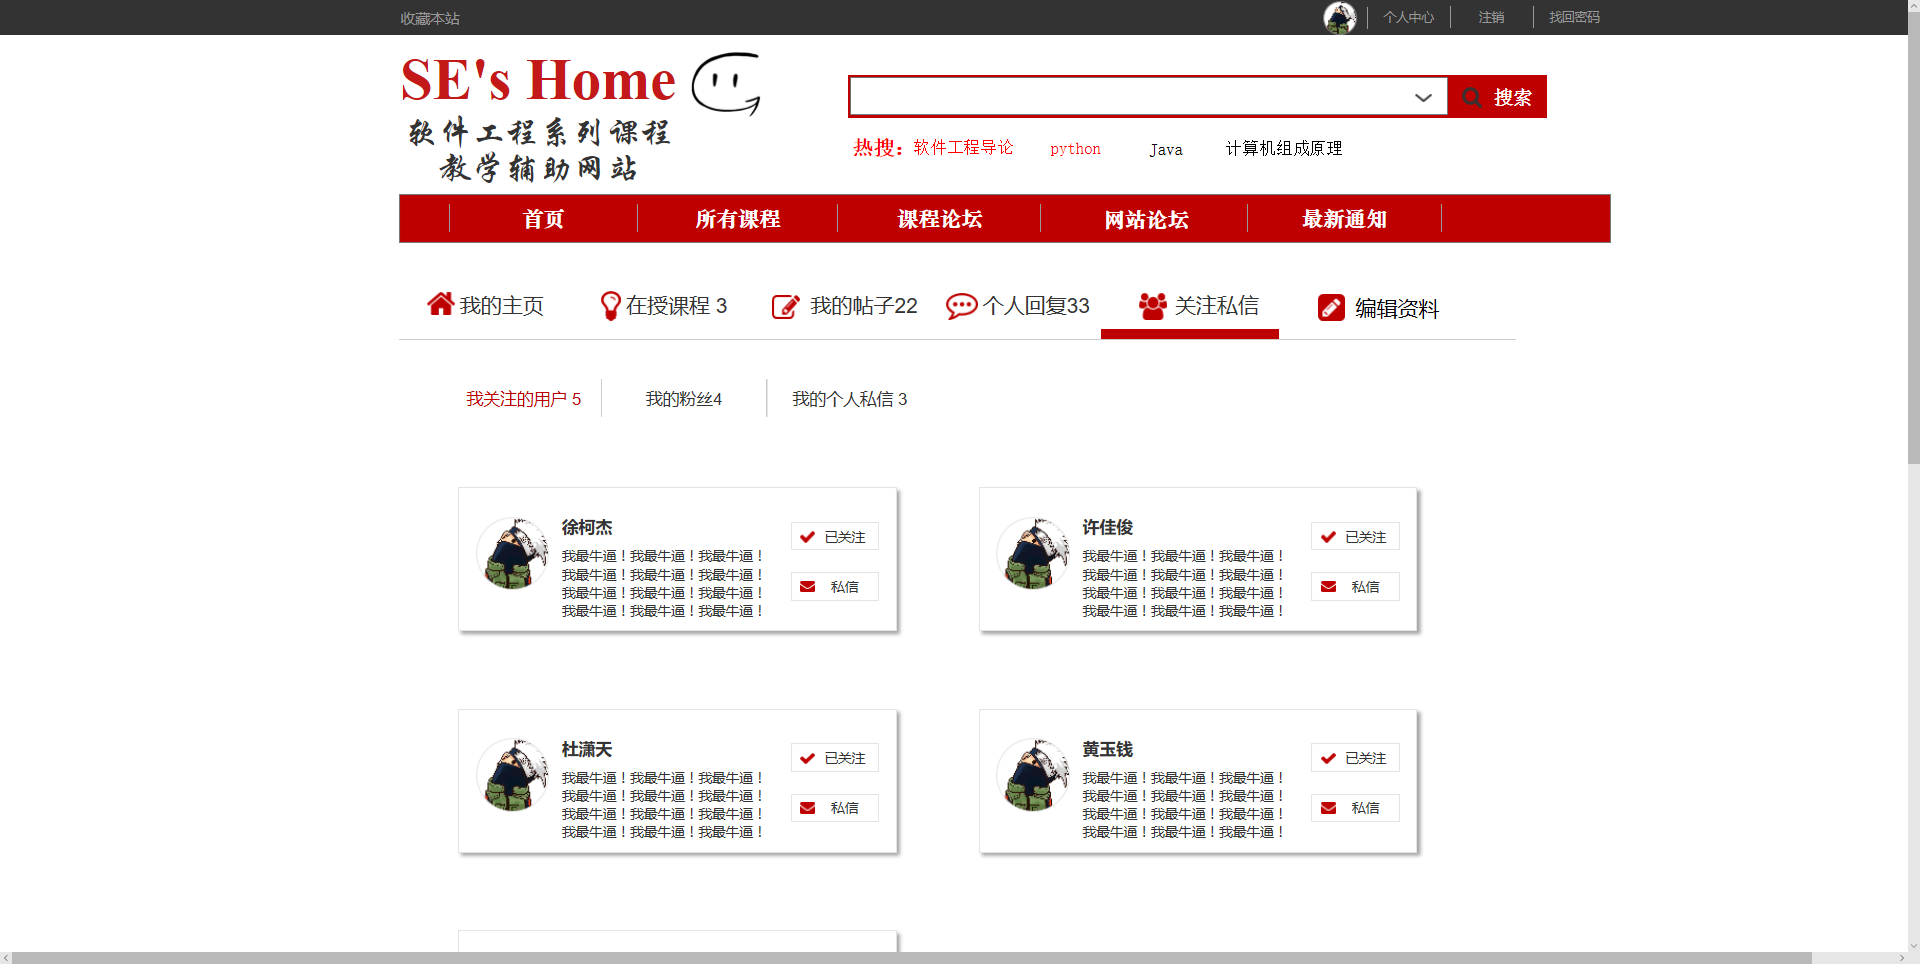 收藏本站
个人中心 注销 找回密码
SE's Home
软件工程系列课程
教学辅助网站
搜索
热搜：软件工程导论 python Java 计算机组成原理
首页 所有课程 课程论坛 网站论坛 最新通知
我的主页 在授课程 3 我的帖子22 个人回复33 关注私信 编辑资料
我关注的用户 5 我的粉丝4 我的个人私信 3
徐柯杰
我最牛逼！我最牛逼！我最牛逼！
我最牛逼！我最牛逼！我最牛逼！
我最牛逼！我最牛逼！我最牛逼！
我最牛逼！我最牛逼！我最牛逼！
已关注
私信
许佳俊
我最牛逼！我最牛逼！我最牛逼！
我最牛逼！我最牛逼！我最牛逼！
我最牛逼！我最牛逼！我最牛逼！
我最牛逼！我最牛逼！我最牛逼！
已关注
私信
杜潇天
我最牛逼！我最牛逼！我最牛逼！
我最牛逼！我最牛逼！我最牛逼！
我最牛逼！我最牛逼！我最牛逼！
我最牛逼！我最牛逼！我最牛逼！
已关注
私信
黄玉钱
我最牛逼！我最牛逼！我最牛逼！
我最牛逼！我最牛逼！我最牛逼！
我最牛逼！我最牛逼！我最牛逼！
我最牛逼！我最牛逼！我最牛逼！
已关注
私信